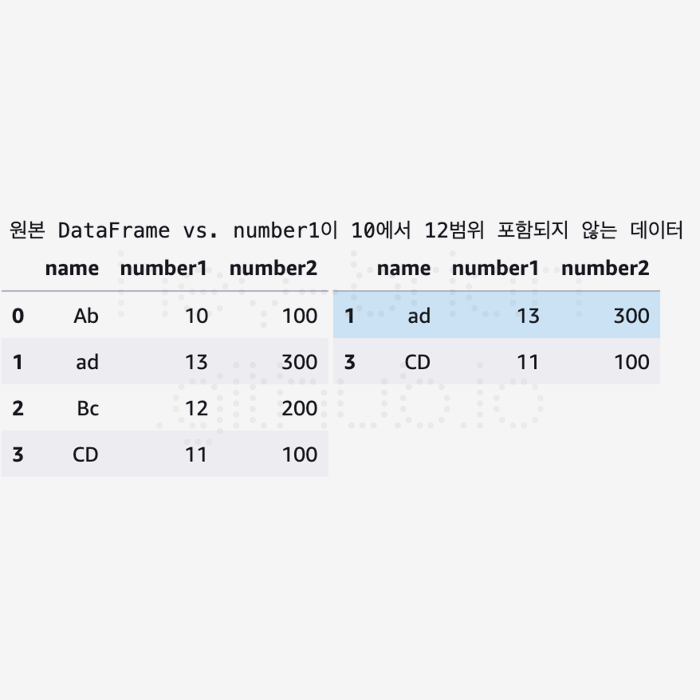 원본 DataFrame vs. number1이 10에서 12범위 포함되지 않는 데이터
name number1 number2 name number1 number2
0 Ab 10 100 1 ad 13 300
1 ad 13 300 3 CD 11 100
2 Bc 12 200
3 CD 11 100